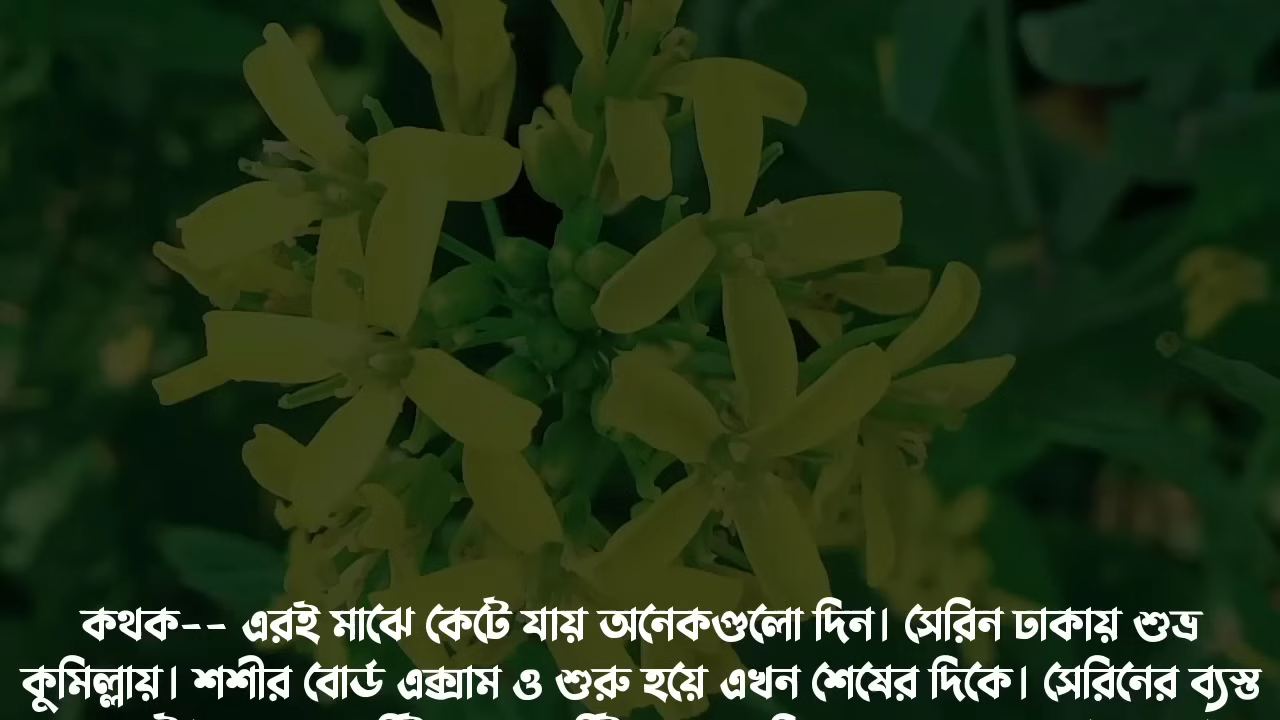 কথক-- এরই মাঝে কেটে যায় অনেকগুলো দিন। সেরিন ঢাকায় শুভ্র
কুমিল্লায়। শশীর বোর্ড এক্সাম ও শুরু হয়ে এখন শেষের দিকে। সেরিনের ব্যস্ত